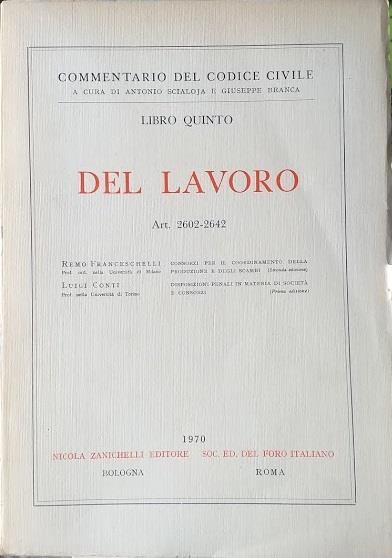 COMMENTARIO DEL CODICE CIVILE
A CURA DI ANTONIO SCIALOJA E GIUSEPPE BRANCA
LIBRO QUINTO
DEL LAVORO
Art. 2602-2642
REMO FRANCESCHELLI
Prof. ord. nella Università di Milano
CONSORZI PER IL COORDINAMENTO DELLA
PRODUZIONE E DEGLI SCAMBI (Seconda edizione)
LUIGI CONTI
Prof. nella Università di Torino
DISPOSIZIONI PENALI IN MATERIA DI SOCIETÀ
E CONSORZI (Prima edizione)
1970
NICOLA ZANICHELLI EDITORE SOC. ED. DEL FORO ITALIANO
BOLOGNA ROMA